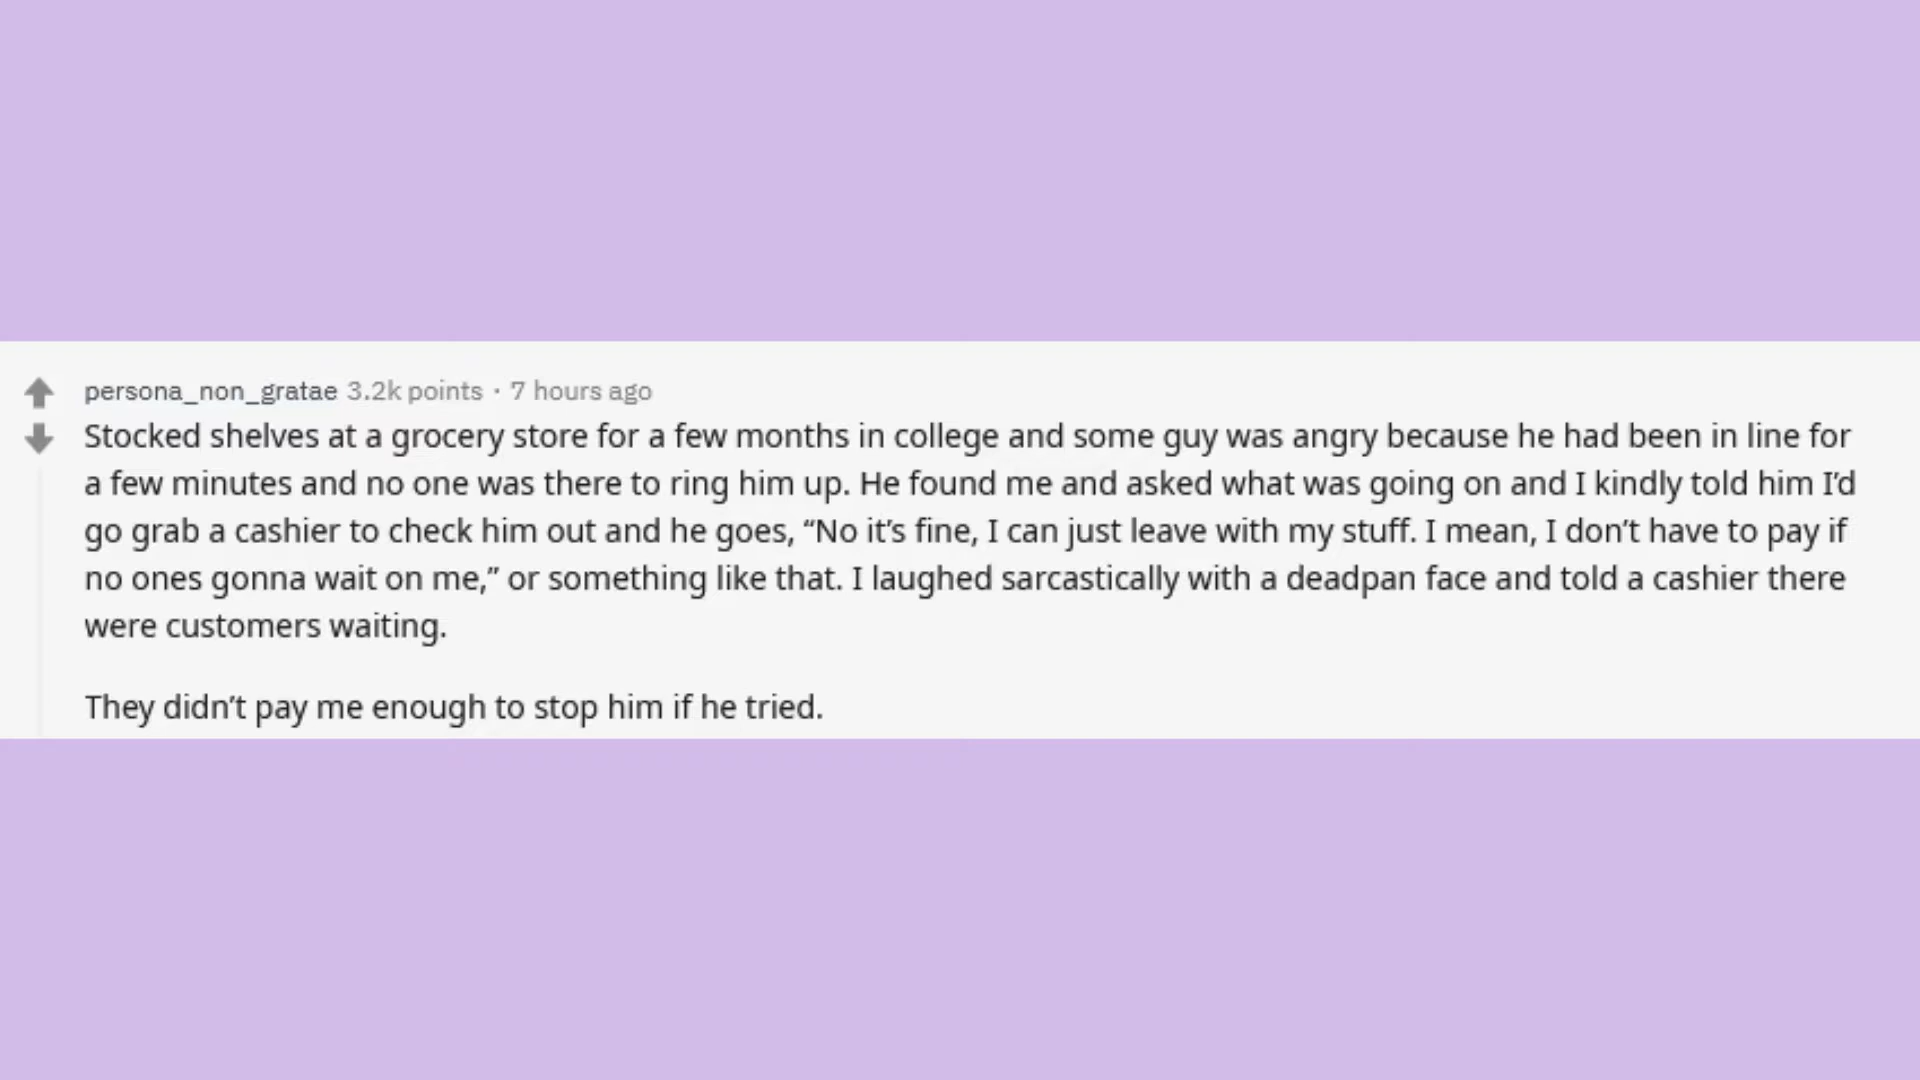 persona_non_gratae 3.2k points · 7 hours ago
Stocked shelves at a grocery store for a few months in college and some guy was angry because he had been in line for
a few minutes and no one was there to ring him up. He found me and asked what was going on and I kindly told him I’d
go grab a cashier to check him out and he goes, “No it’s fine, I can just leave with my stuff. I mean, I don’t have to pay if
no ones gonna wait on me,” or something like that. I laughed sarcastically with a deadpan face and told a cashier there
were customers waiting.
They didn’t pay me enough to stop him if he tried.